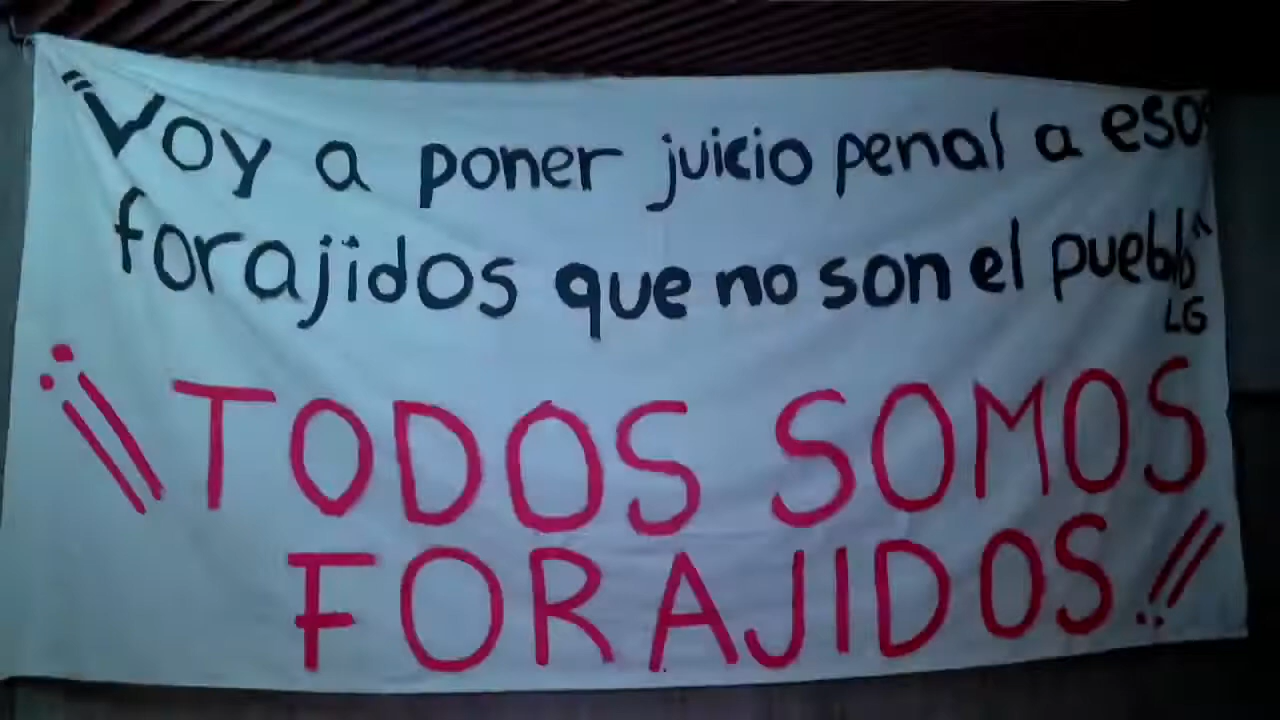 "Voy a poner juicio penal a esos
forajidos que no son el pueblo"
LG
¡¡TODOS SOMOS
FORAJIDOS!!